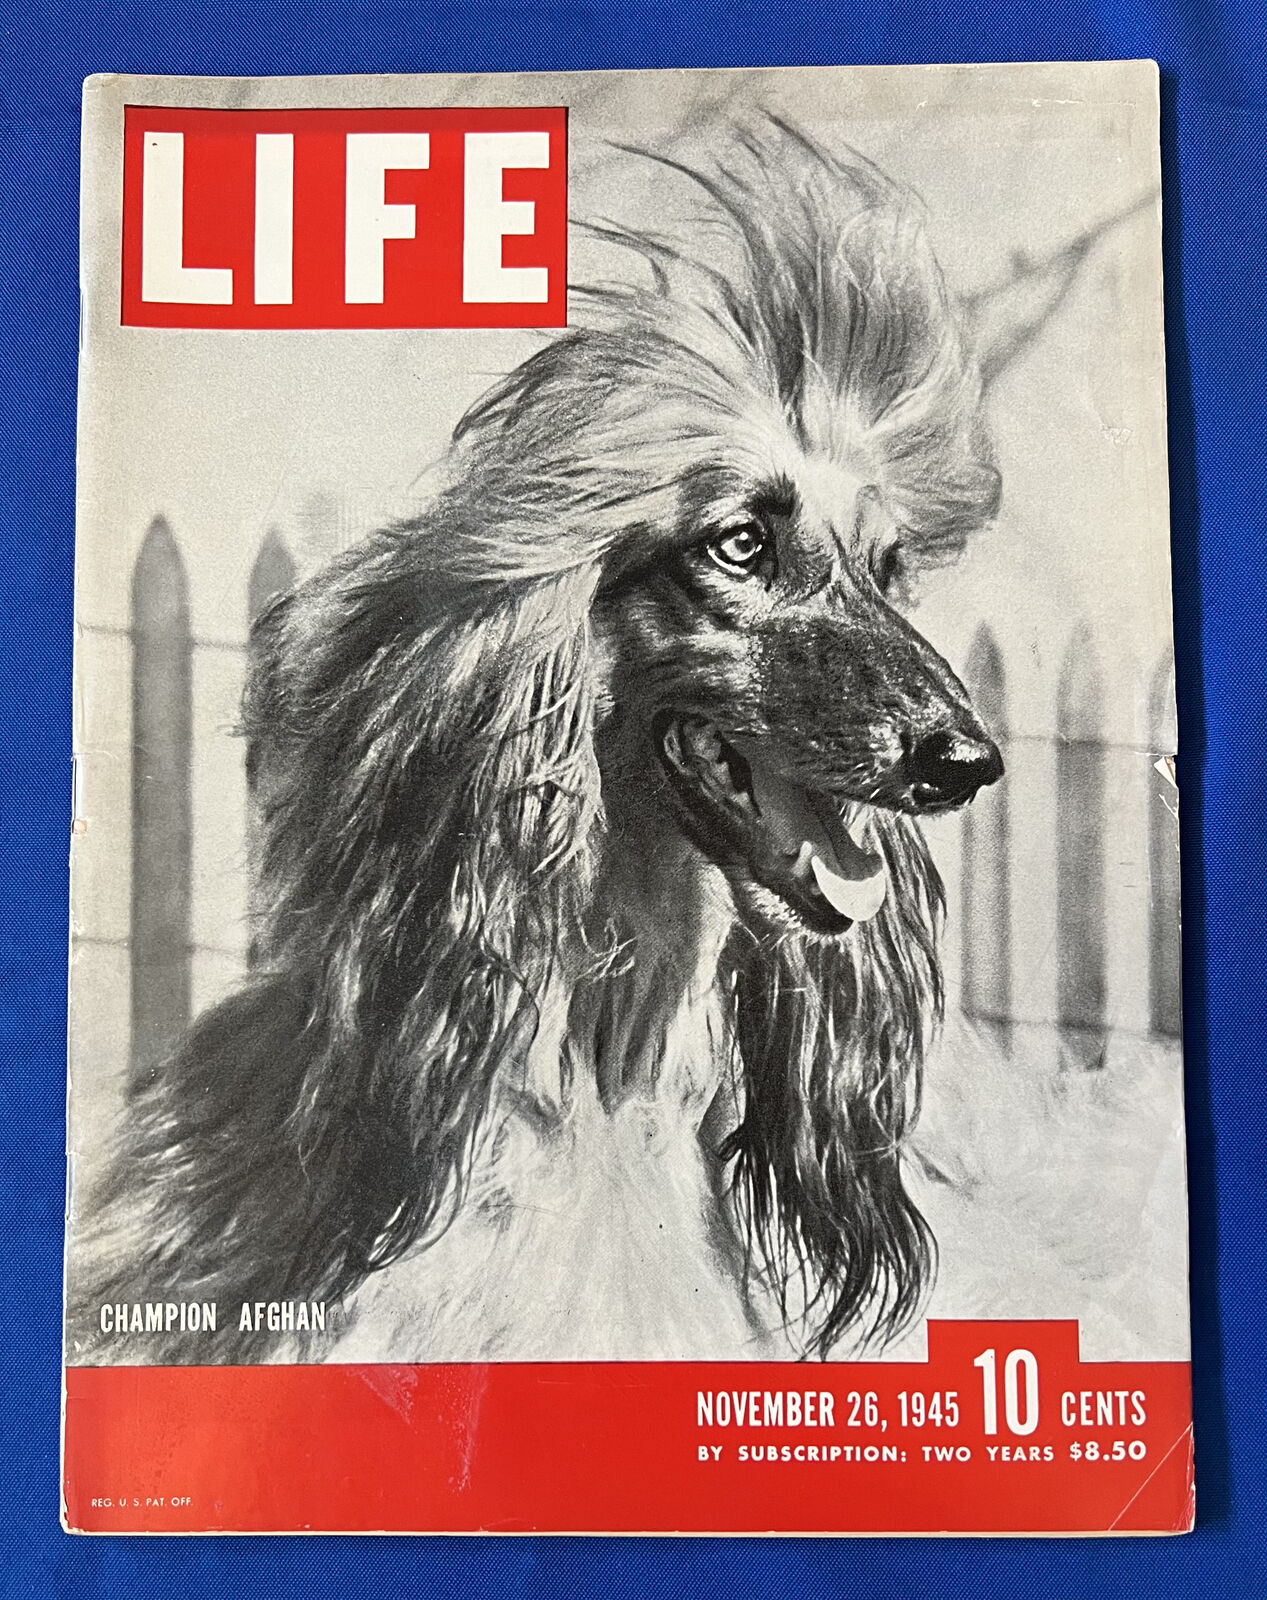 LIFE
CHAMPION AFGHAN
NOVEMBER 26, 1945 10 CENTS
BY SUBSCRIPTION: TWO YEARS $8.50
REG. U. S. PAT. OFF.